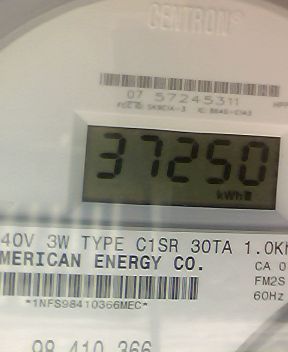 CENTRON®
07 57245311
37250
kWh
40V 3W TYPE C1SR 30TA 1.0K
MERICAN ENERGY CO.
CA 0
FM2S
60Hz
*1NFS98410366MEC*
98 410 366